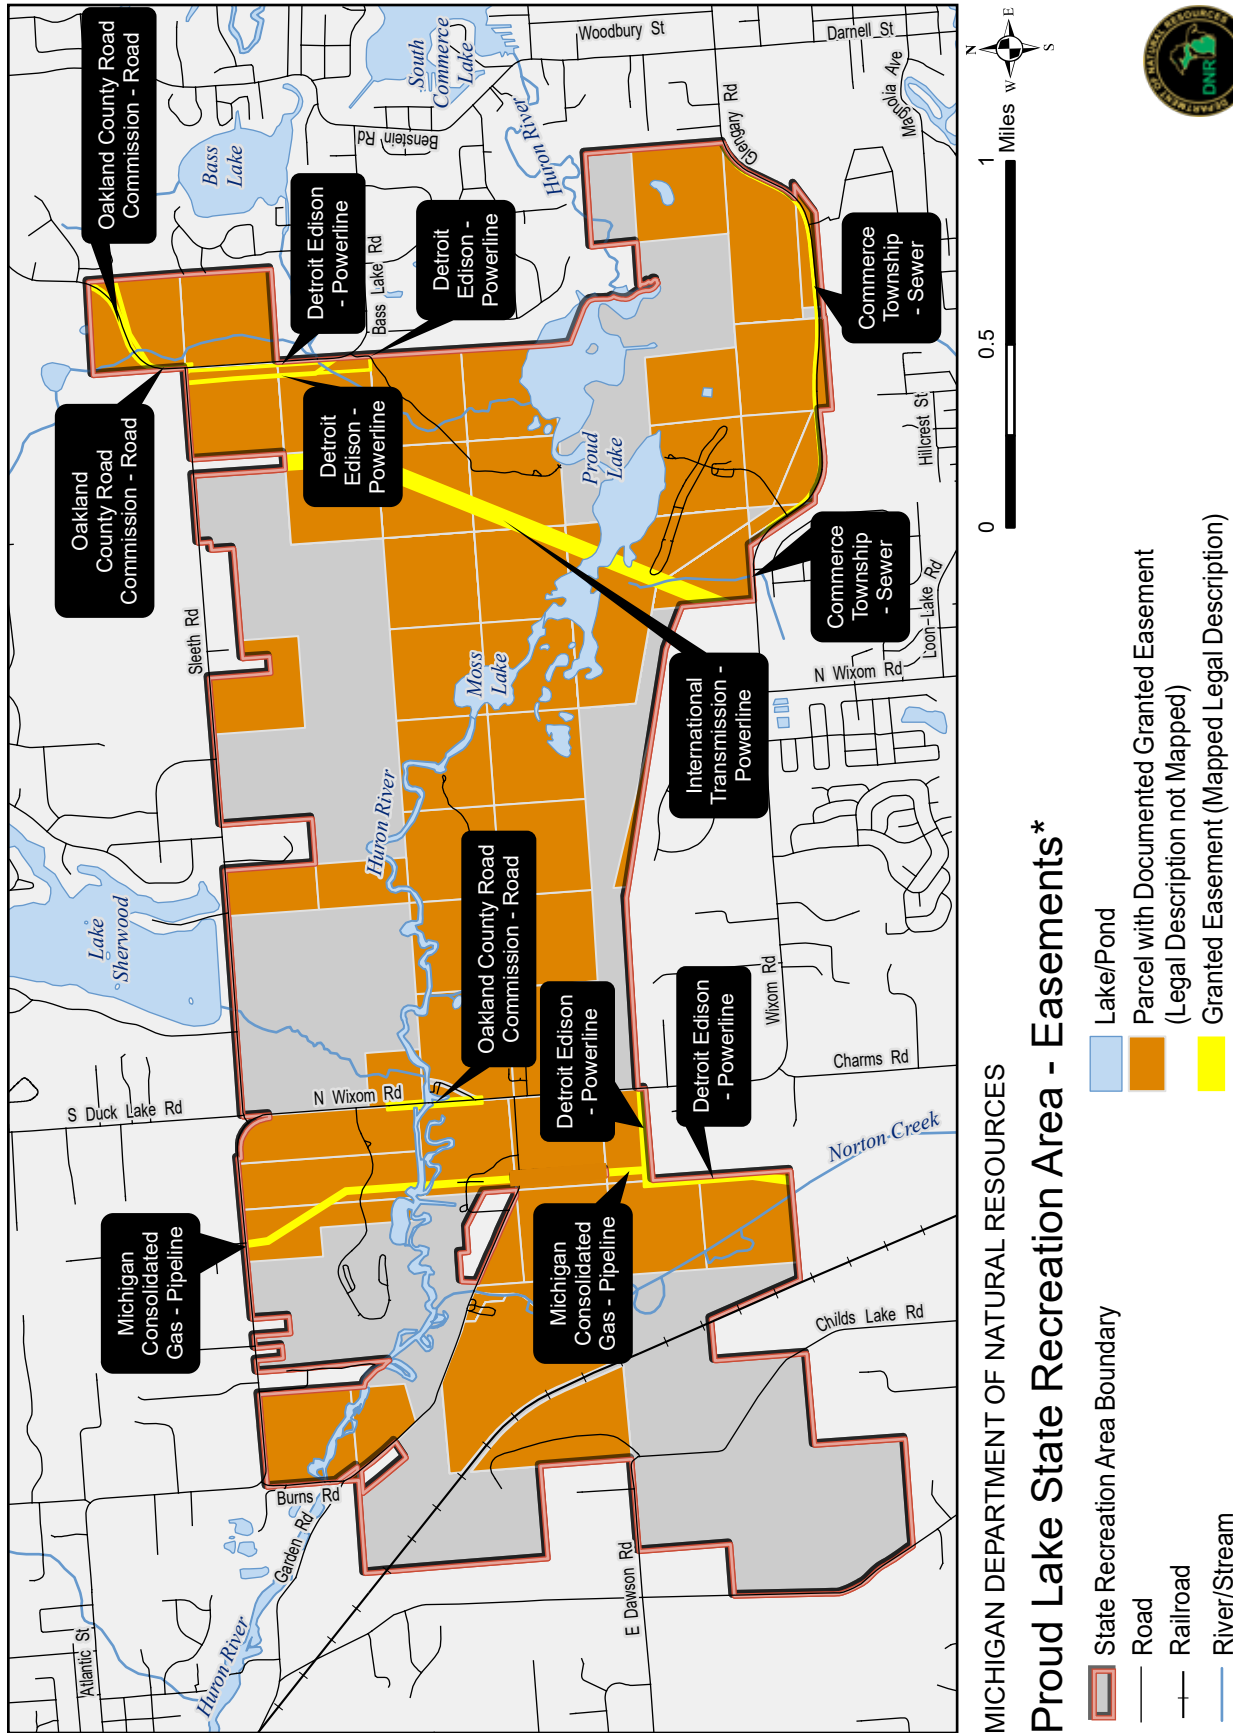 Atlantic St
Huron River
Garden Rd
Burns Rd
E Dawson Rd
Childs Lake Rd
S Duck Lake Rd
N Wixom Rd
Charms Rd
Wixom Rd
Norton Creek
Lake
Sherwood
Sleeth Rd
Huron River
Moss
Lake
Proud
Lake
N Wixom Rd
Loon Lake Rd
Hillcrest St
Bass
Lake
Bass Lake Rd
Benstein Rd
South
Commerce
Lake
Huron River
Woodbury St
Darnell St
Magnolia Ave
Glengary Rd
Michigan
Consolidated
Gas - Pipeline
Michigan
Consolidated
Gas - Pipeline
Detroit Edison
- Powerline
Detroit Edison
- Powerline
Oakland County Road
Commission - Road
International
Transmission -
Powerline
Oakland
County Road
Commission - Road
Oakland County Road
Commission - Road
Detroit Edison
- Powerline
Detroit
Edison -
Powerline
Detroit
Edison -
Powerline
Commerce
Township
- Sewer
Commerce
Township
- Sewer
MICHIGAN DEPARTMENT OF NATURAL RESOURCES
Proud Lake State Recreation Area - Easements*
State Recreation Area Boundary
Road
Railroad
River/Stream
Lake/Pond
Parcel with Documented Granted Easement
(Legal Description not Mapped)
Granted Easement (Mapped Legal Description)
0
0.5
1
Miles
N
E
S
W
DEPARTMENT OF NATURAL RESOURCES
DNR